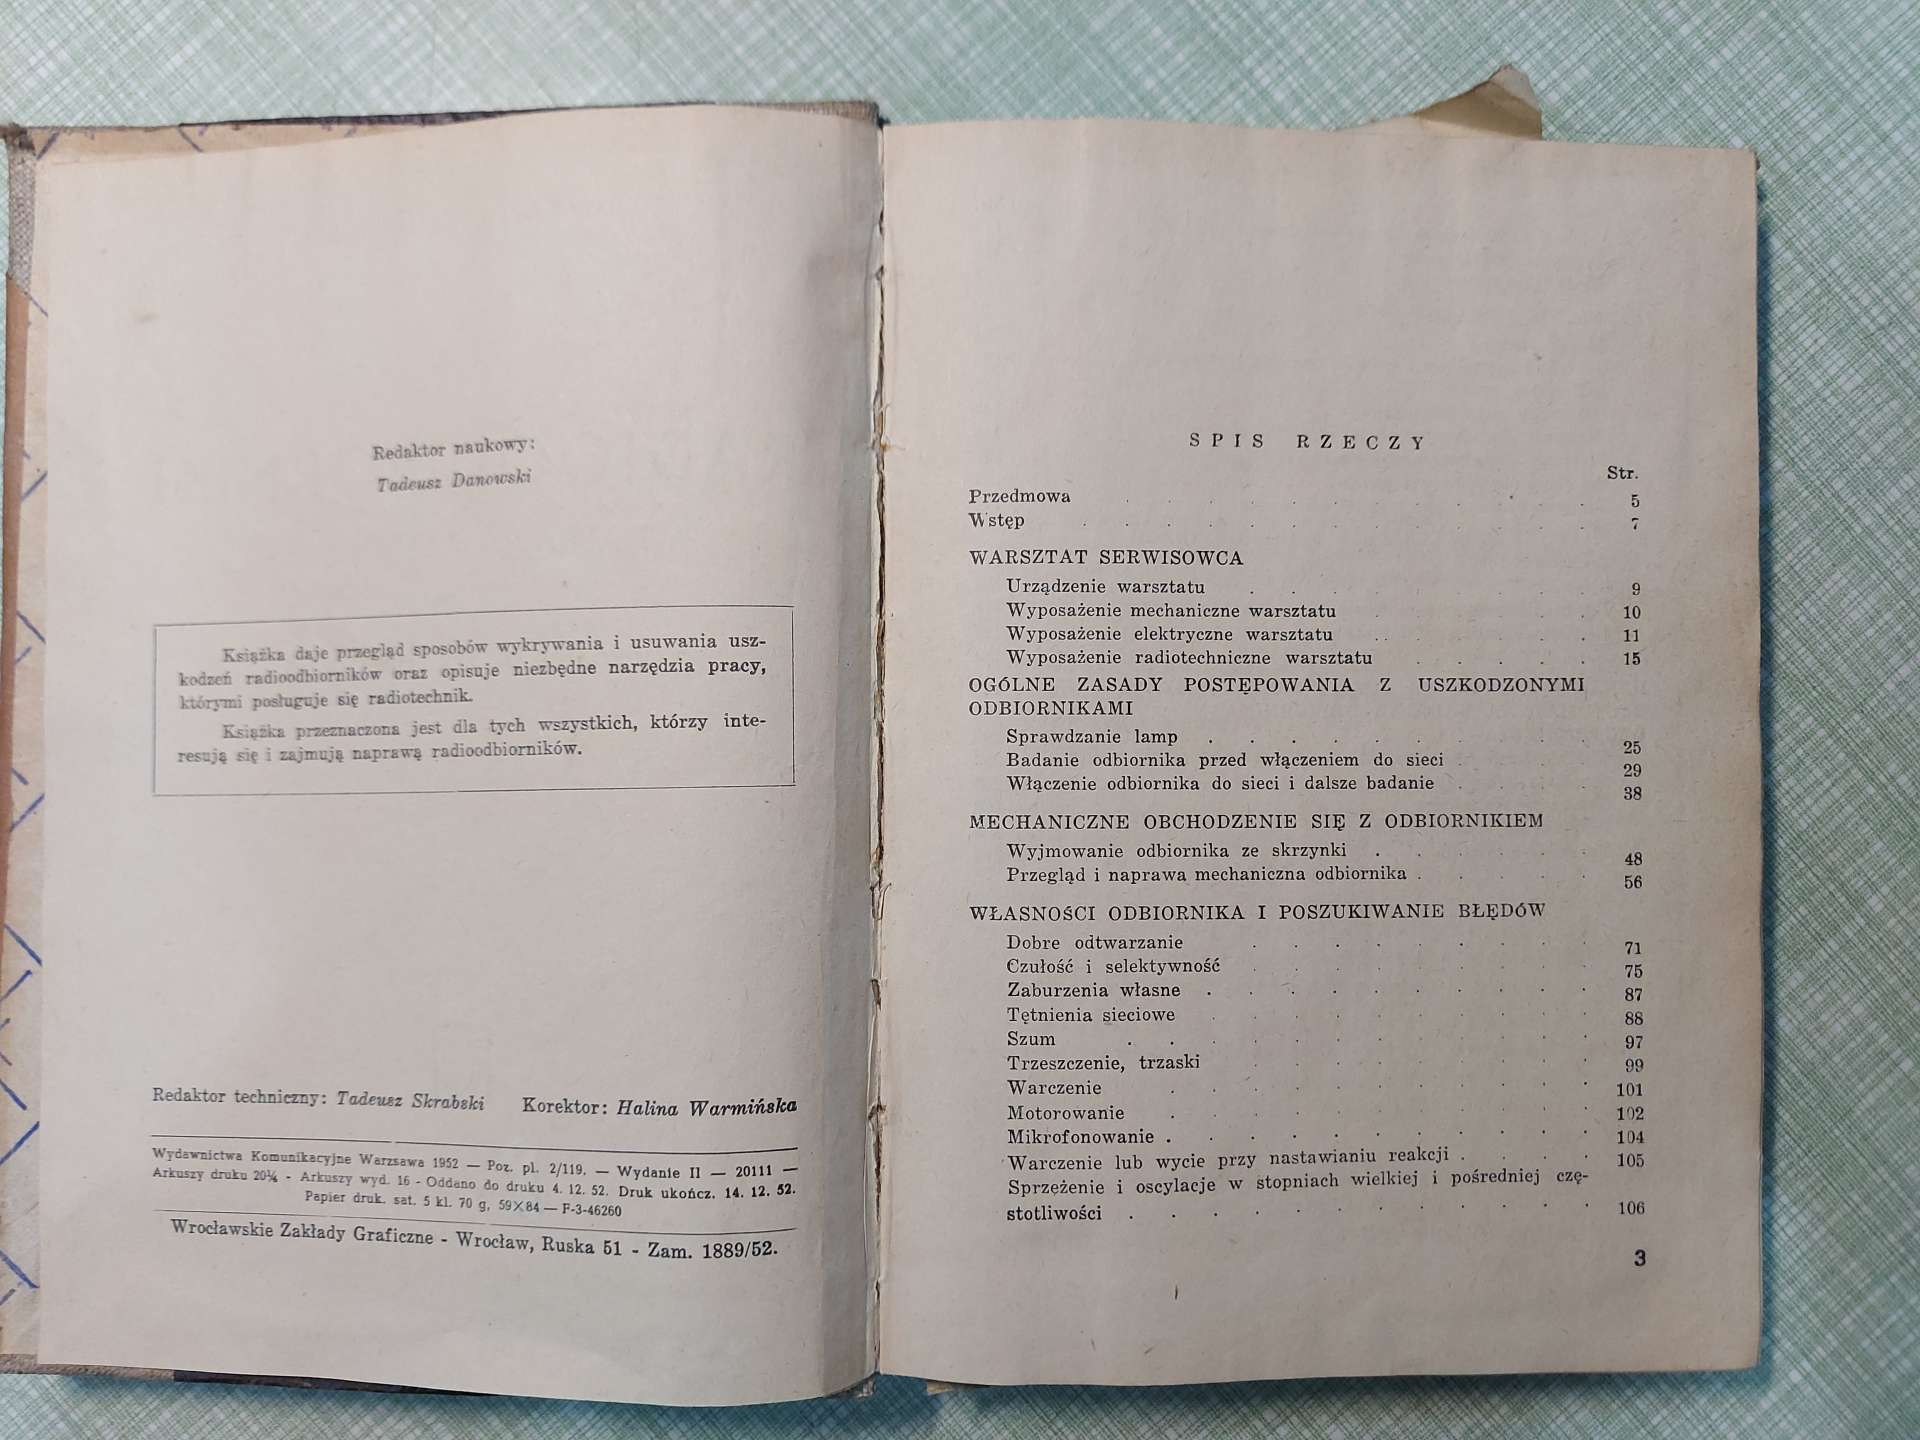 Redaktor naukowy:
Tadeusz Danowski
Książka daje przegląd sposobów wykrywania i usuwania usz-
kodzeń radioodbiorników oraz opisuje niezbędne narzędzia pracy,
którymi posługuje się radiotechnik.
Książka przeznaczona jest dla tych wszystkich, którzy inte-
resują się i zajmują naprawą radioodbiorników.
Redaktor techniczny: Tadeusz Skrabski Korektor: Halina Warmińska
Wydawnictwa Komunikacyjne Warzsawa 1952 — Poz. pl. 2/119. — Wydanie II — 20111 —
Arkuszy druku 20¼ - Arkuszy wyd. 16 - Oddano do druku 4. 12. 52. Druk ukończ. 14. 12. 52.
Papier druk. sat. 5 kl. 70 g, 59X84 — F-3-46260
Wrocławskie Zakłady Graficzne - Wrocław, Ruska 51 - Zam. 1889/52.
SPIS RZECZY
Str.
Przedmowa 5
Wstęp 7
WARSZTAT SERWISOWCA
Urządzenie warsztatu 9
Wyposażenie mechaniczne warsztatu 10
Wyposażenie elektryczne warsztatu 11
Wyposażenie radiotechniczne warsztatu 15
OGÓLNE ZASADY POSTĘPOWANIA Z USZKODZONYMI
ODBIORNIKAMI
Sprawdzanie lamp 25
Badanie odbiornika przed włączeniem do sieci 29
Włączenie odbiornika do sieci i dalsze badanie 38
MECHANICZNE OBCHODZENIE SIĘ Z ODBIORNIKIEM
Wyjmowanie odbiornika ze skrzynki 48
Przegląd i naprawa mechaniczna odbiornika 56
WŁASNOŚCI ODBIORNIKA I POSZUKIWANIE BŁĘDÓW
Dobre odtwarzanie 71
Czułość i selektywność 75
Zaburzenia własne 87
Tętnienia sieciowe 88
Szum 97
Trzeszczenie, trzaski 99
Warczenie 101
Motorowanie 102
Mikrofonowanie 104
Warczenie lub wycie przy nastawianiu reakcji 105
Sprzężenie i oscylacje w stopniach wielkiej i pośredniej czę-
stotliwości 106
3